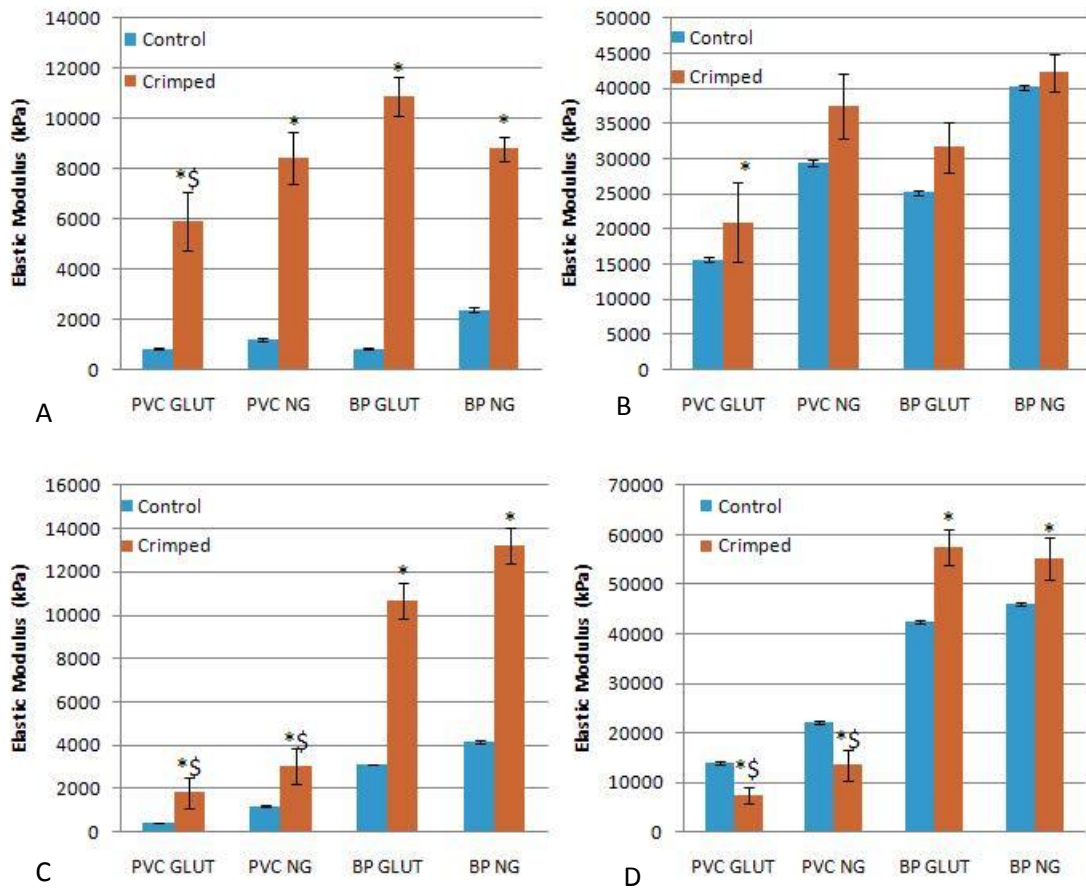 14000
12000
10000
8000
6000
4000
2000
0
Elastic Modulus (kPa)
Control
Crimped
*$
*
*
*
PVC GLUT PVC NG BP GLUT BP NG
A
50000
45000
40000
35000
30000
25000
20000
15000
10000
5000
0
Elastic Modulus (kPa)
Control
Crimped
*
PVC GLUT PVC NG BP GLUT BP NG
B
16000
14000
12000
10000
8000
6000
4000
2000
0
Elastic Modulus (kPa)
Control
Crimped
*$
*$
*
*
PVC GLUT PVC NG BP GLUT BP NG
C
70000
60000
50000
40000
30000
20000
10000
0
Elastic Modulus (kPa)
Control
Crimped
*$
*$
*
*
PVC GLUT PVC NG BP GLUT BP NG
D